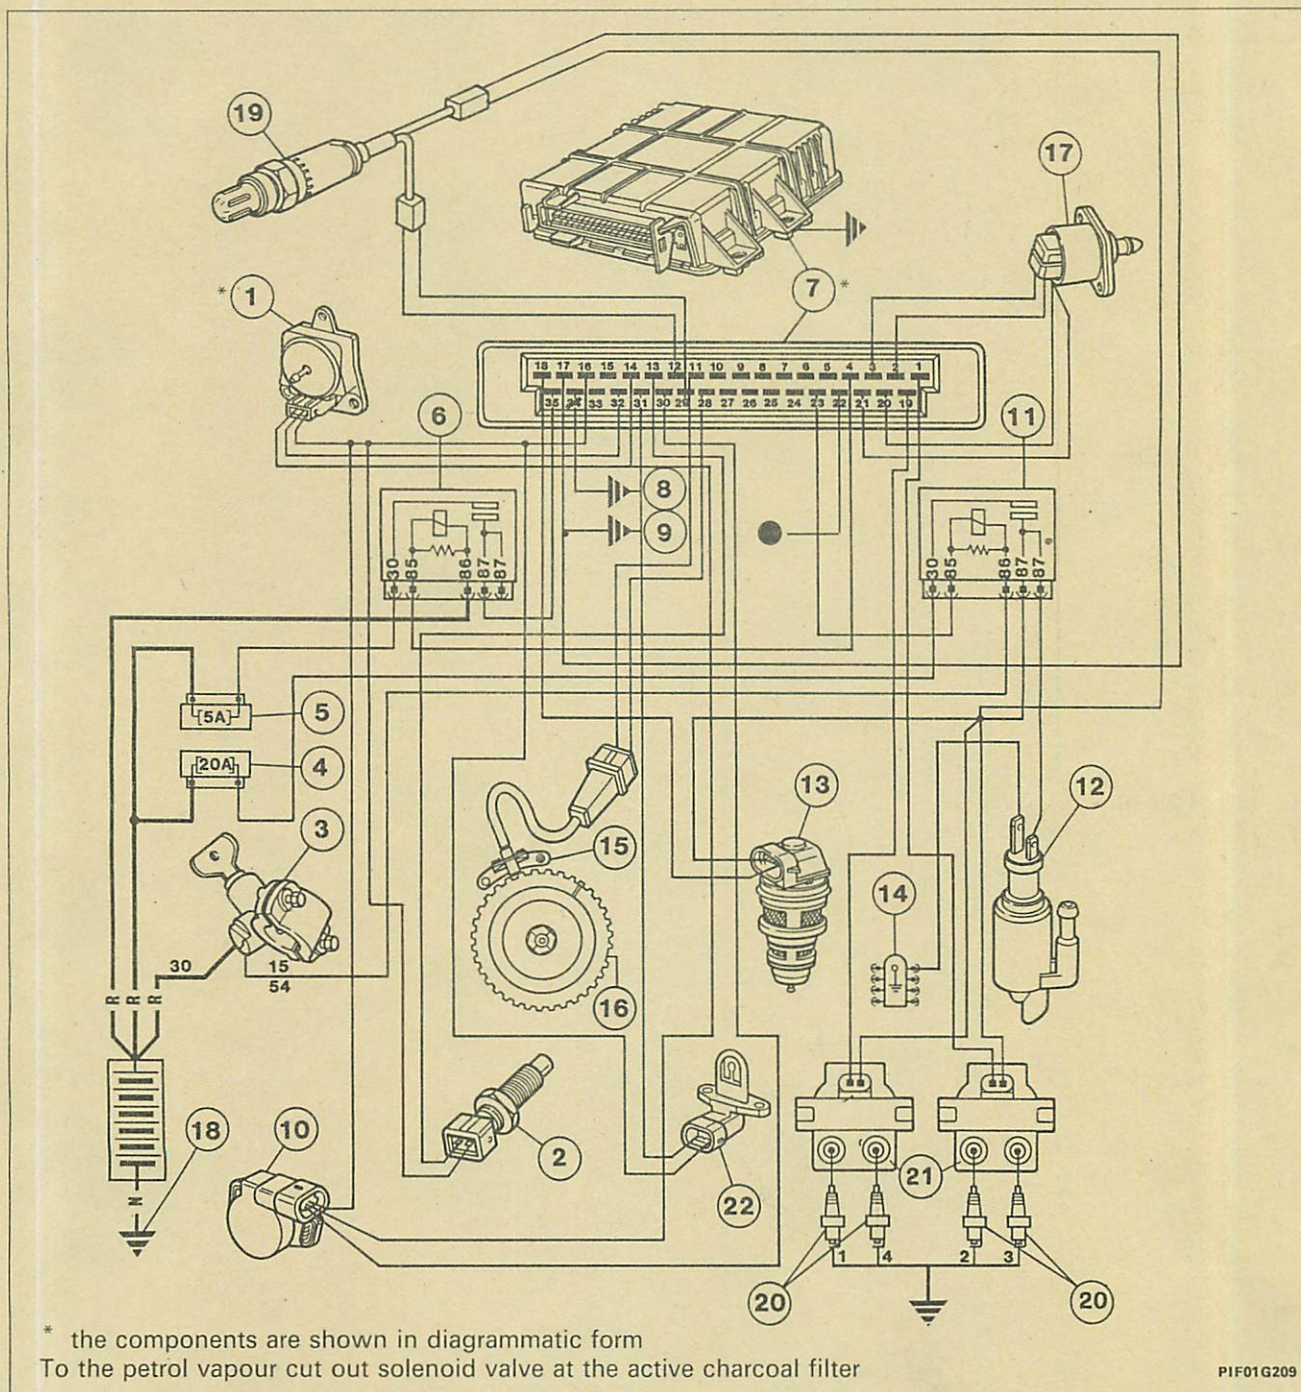 19
17
* 1
7 *
18 17 16 15 14 13 12 11 10 9 8 7 6 5 4 3 2 1
35 34 33 32 31 30 29 28 27 26 25 24 23 22 21 20 19
6
11
8
9
30 85 86 87 87
30 85 86 87 87
5A
5
20A
4
3
13
12
15
14
30
15
54
16
R R R
18
10
2
22
21
N
1 4 2 3
20
20
* the components are shown in diagrammatic form
To the petrol vapour cut out solenoid valve at the active charcoal filter
PIF01G209